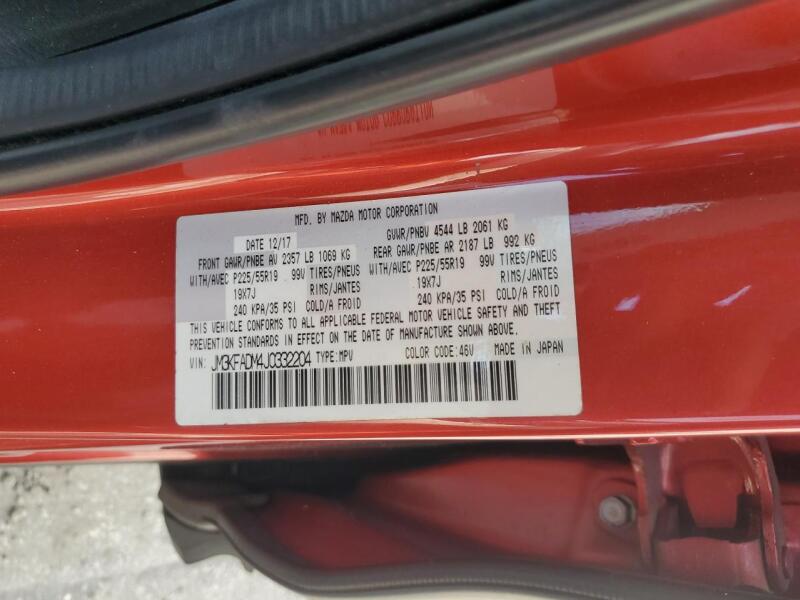 MFD. BY MAZDA MOTOR CORPORATION
DATE 12/17 GVWR/PNBV 4544 LB 2061 KG
FRONT GAWR/PNBE AV 2357 LB 1069 KG REAR GAWR/PNBE AR 2187 LB 992 KG
WITH/AVEC P225/55R19 99V TIRES/PNEUS WITH/AVEC P225/55R19 99V TIRES/PNEUS
19X7J RIMS/JANTES 19X7J RIMS/JANTES
240 KPA/35 PSI COLD/A FROID 240 KPA/35 PSI COLD/A FROID
THIS VEHICLE CONFORMS TO ALL APPLICABLE FEDERAL MOTOR VEHICLE SAFETY AND THEFT
PREVENTION STANDARDS IN EFFECT ON THE DATE OF MANUFACTURE SHOWN ABOVE.
VIN: JM3KFADM4J0332204 TYPE:MPV COLOR CODE:46V MADE IN JAPAN